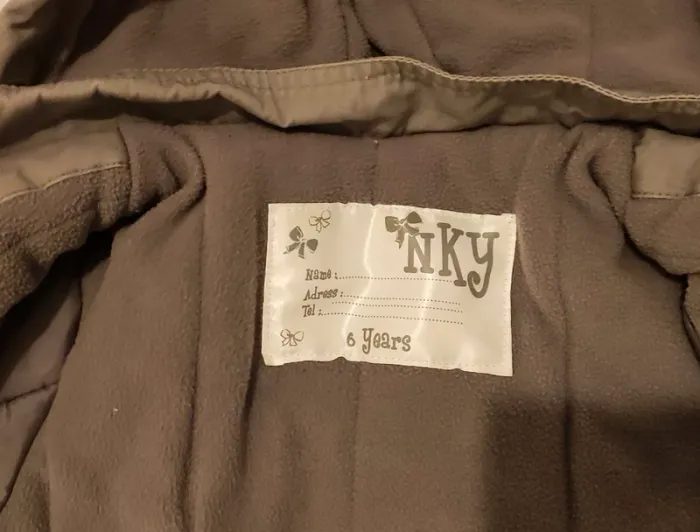 NKY
Name :
Adress :
Tel :
6 Years